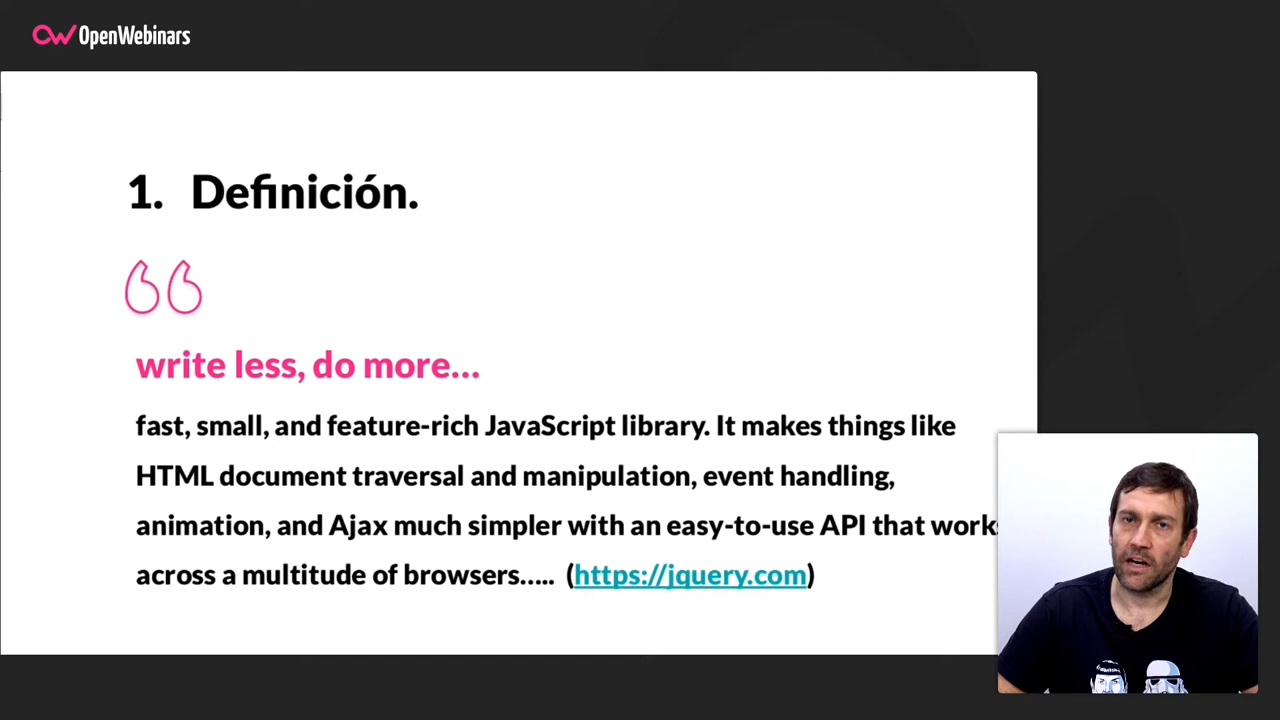 OpenWebinars
1. Definición.
write less, do more...
fast, small, and feature-rich JavaScript library. It makes things like
HTML document traversal and manipulation, event handling,
animation, and Ajax much simpler with an easy-to-use API that works
across a multitude of browsers..... (https://jquery.com)